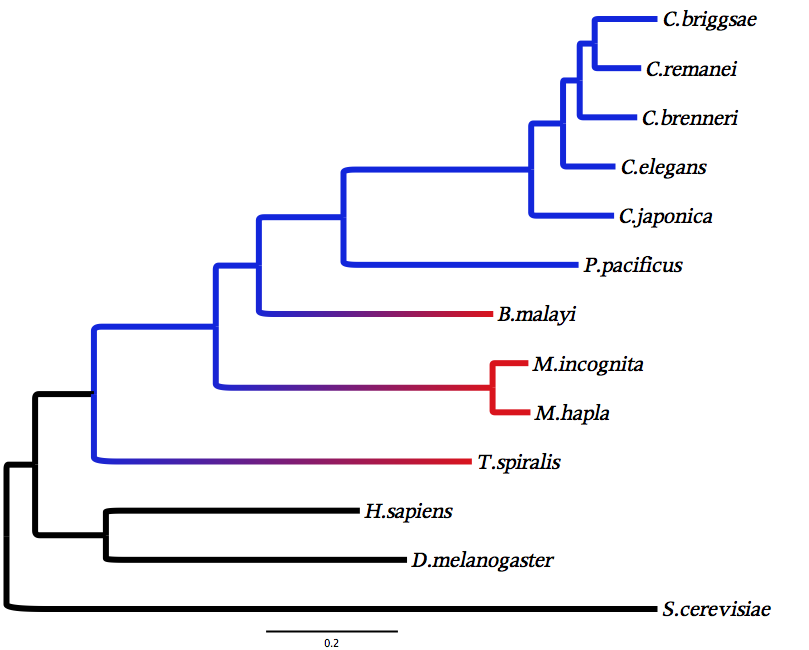 C.briggsae
C.remanei
C.brenneri
C.elegans
C.japonica
P.pacificus
B.malayi
M.incognita
M.hapla
T.spiralis
H.sapiens
D.melanogaster
S.cerevisiae
0.2